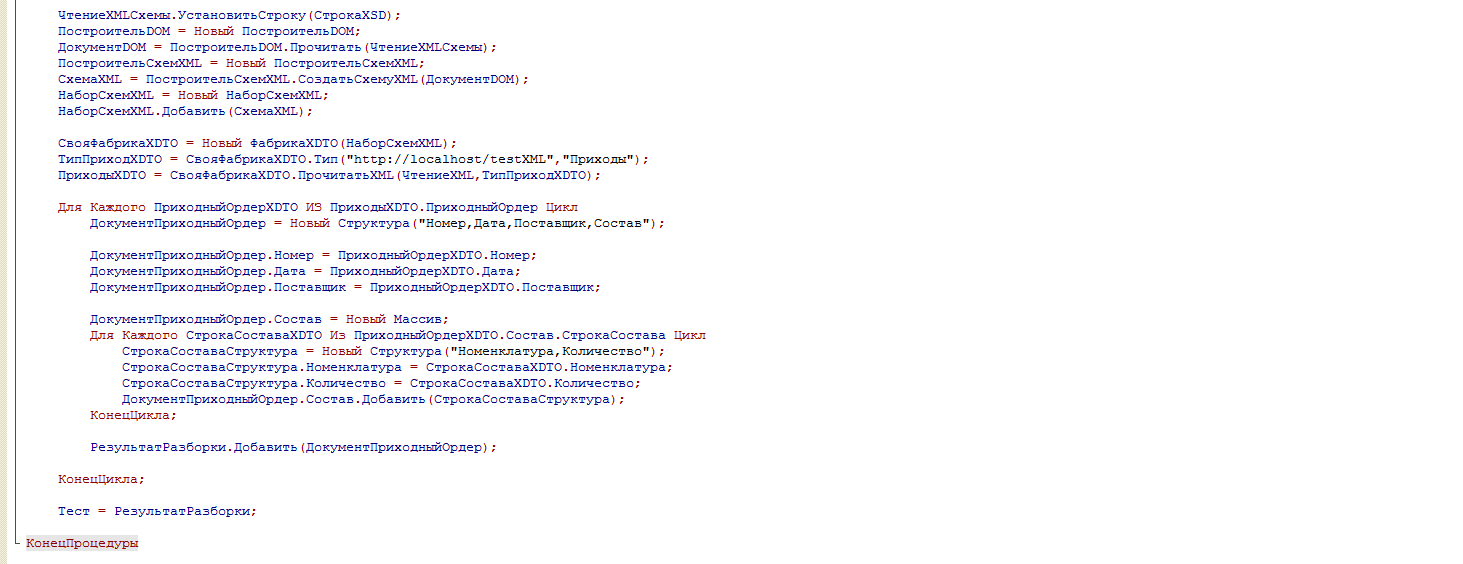 ЧтениеXMLСхемы.УстановитьСтроку(СтрокаXSD);
ПостроительDOM = Новый ПостроительDOM;
ДокументDOM = ПостроительDOM.Прочитать(ЧтениеXMLСхемы);
ПостроительСхемXML = Новый ПостроительСхемXML;
СхемаXML = ПостроительСхемXML.СоздатьСхемуXML(ДокументDOM);
НаборСхемXML = Новый НаборСхемXML;
НаборСхемXML.Добавить(СхемаXML);
СвояФабрикаXDTO = Новый ФабрикаXDTO(НаборСхемXML);
ТипПриходXDTO = СвояФабрикаXDTO.Тип("http://localhost/testXML","Приходы");
ПриходыXDTO = СвояФабрикаXDTO.ПрочитатьXML(ЧтениеXML,ТипПриходXDTO);
Для Каждого ПриходныйОрдерXDTO ИЗ ПриходыXDTO.ПриходныйОрдер Цикл
ДокументПриходныйОрдер = Новый Структура("Номер,Дата,Поставщик,Состав");
ДокументПриходныйОрдер.Номер = ПриходныйОрдерXDTO.Номер;
ДокументПриходныйОрдер.Дата = ПриходныйОрдерXDTO.Дата;
ДокументПриходныйОрдер.Поставщик = ПриходныйОрдерXDTO.Поставщик;
ДокументПриходныйОрдер.Состав = Новый Массив;
Для Каждого СтрокаСоставаXDTO Из ПриходныйОрдерXDTO.Состав.СтрокаСостава Цикл
СтрокаСоставаСтруктура = Новый Структура("Номенклатура,Количество");
СтрокаСоставаСтруктура.Номенклатура = СтрокаСоставаXDTO.Номенклатура;
СтрокаСоставаСтруктура.Количество = СтрокаСоставаXDTO.Количество;
ДокументПриходныйОрдер.Состав.Добавить(СтрокаСоставаСтруктура);
КонецЦикла;
РезультатРазборки.Добавить(ДокументПриходныйОрдер);
КонецЦикла;
Тест = РезультатРазборки;
КонецПроцедуры